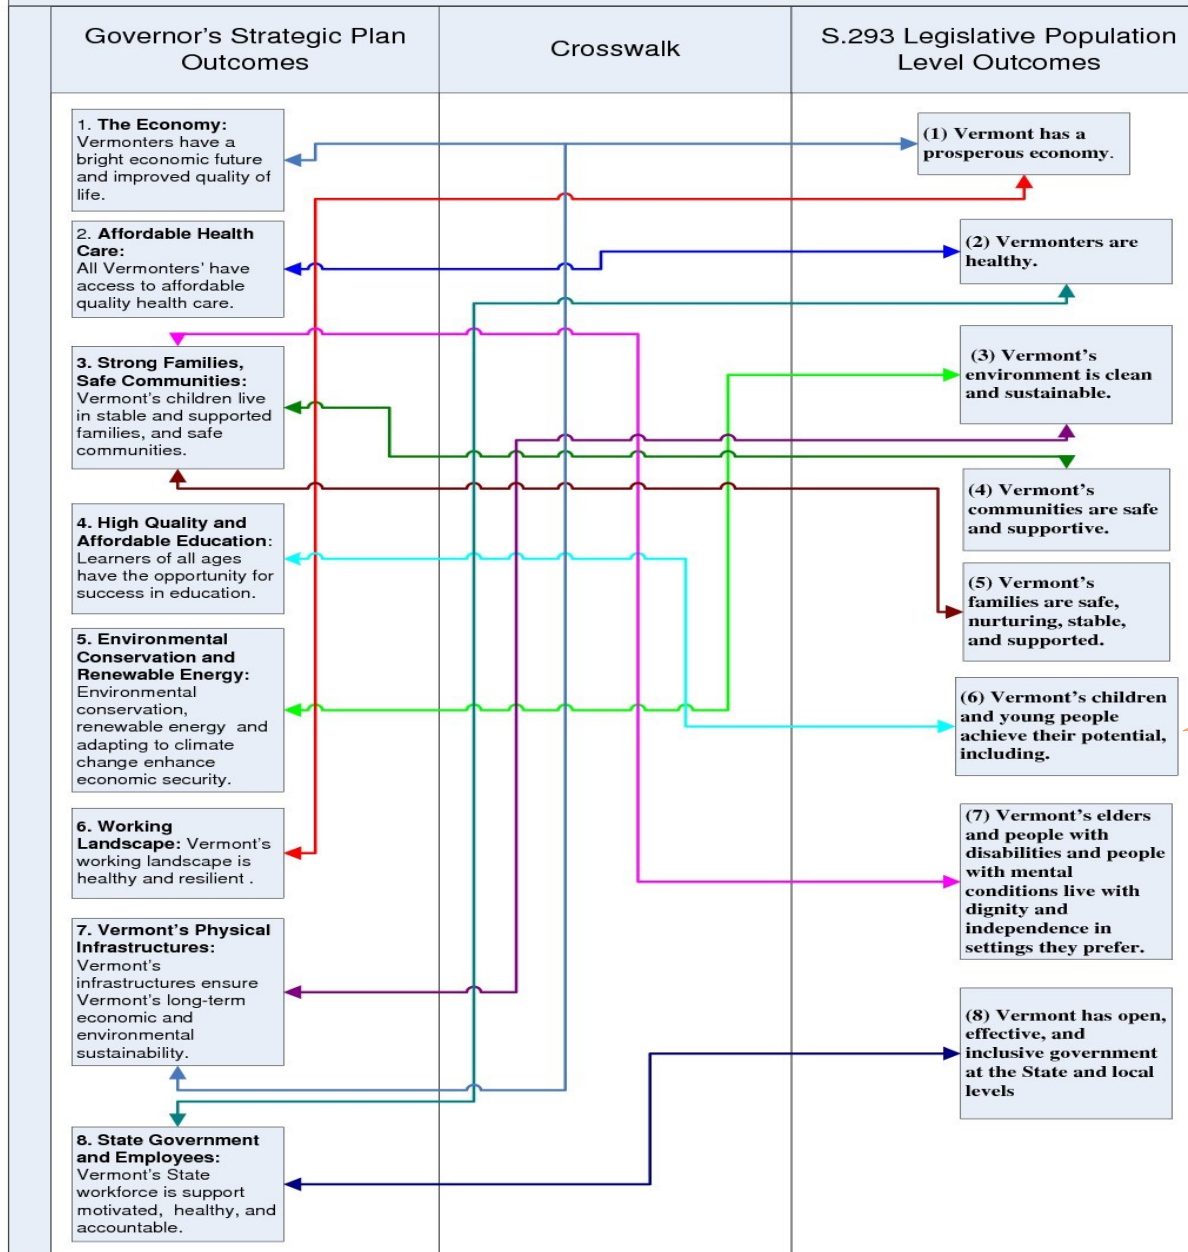 Governor's Strategic Plan
Outcomes
Crosswalk
S.293 Legislative Population
Level Outcomes
1. The Economy:
Vermonters have a
bright economic future
and improved quality of
life.
2. Affordable Health
Care:
All Vermonters' have
access to affordable
quality health care.
3. Strong Families,
Safe Communities:
Vermont's children live
in stable and supported
families, and safe
communities.
4. High Quality and
Affordable Education:
Learners of all ages
have the opportunity for
success in education.
5. Environmental
Conservation and
Renewable Energy:
Environmental
conservation,
renewable energy and
adapting to climate
change enhance
economic security.
6. Working
Landscape: Vermont's
working landscape is
healthy and resilient .
7. Vermont's Physical
Infrastructures:
Vermont's
infrastructures ensure
Vermont's long-term
economic and
environmental
sustainability.
8. State Government
and Employees:
Vermont's State
workforce is support
motivated, healthy, and
accountable.
(1) Vermont has a
prosperous economy.
(2) Vermonters are
healthy.
(3) Vermont's
environment is clean
and sustainable.
(4) Vermont's
communities are safe
and supportive.
(5) Vermont's
families are safe,
nurturing, stable,
and supported.
(6) Vermont's children
and young people
achieve their potential,
including.
(7) Vermont's elders
and people with
disabilities and people
with mental
conditions live with
dignity and
independence in
settings they prefer.
(8) Vermont has open,
effective, and
inclusive government
at the State and local
levels